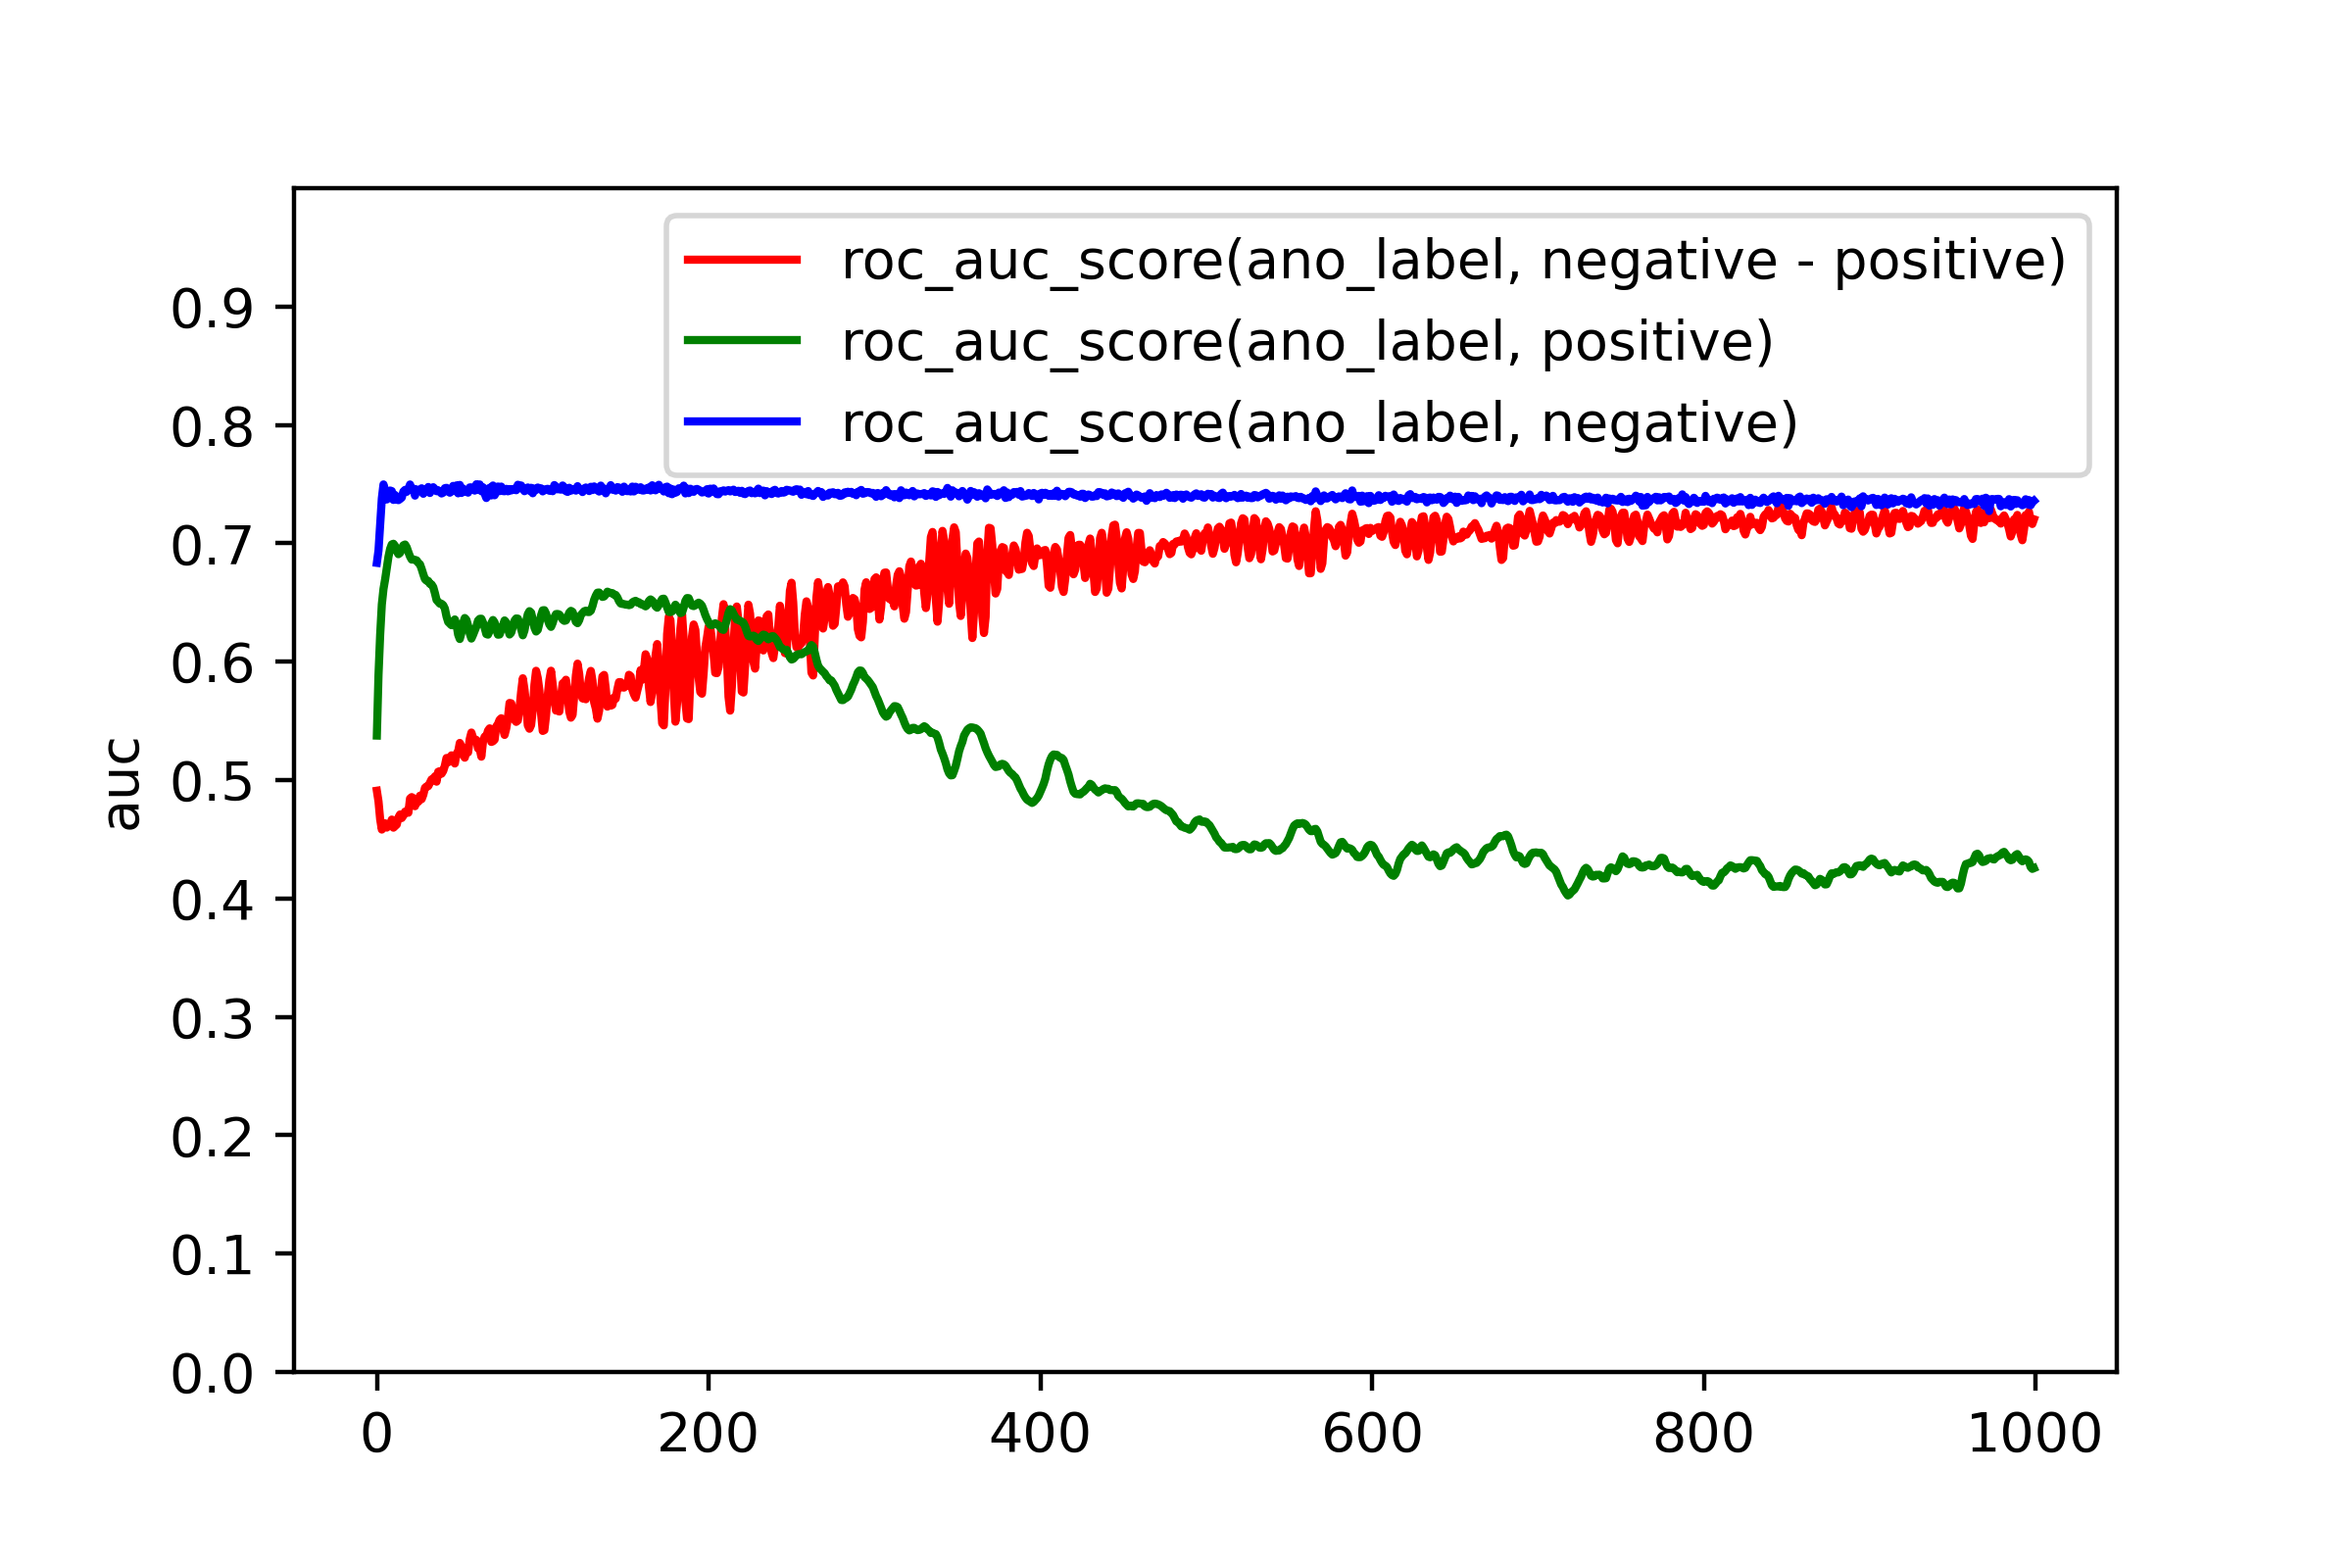 roc_auc_score(ano_label, negative - positive)
roc_auc_score(ano_label, positive)
roc_auc_score(ano_label, negative)
auc
0.9
0.8
0.7
0.6
0.5
0.4
0.3
0.2
0.1
0.0
0 200 400 600 800 1000